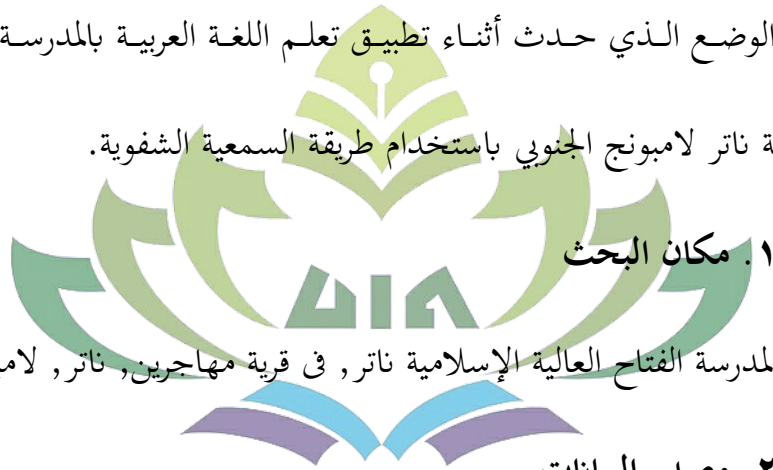 الوضع الذي حدث أثناء تطبيق تعلم اللغة العربية بالمدرسة
ة ناتر لامبونج الجنوبي باستخدام طريقة السمعية الشفوية.
١. مكان البحث
UIN
لمدرسة الفتاح العالية الإسلامية ناتر, فى قرية مهاجرين, ناتر, لام